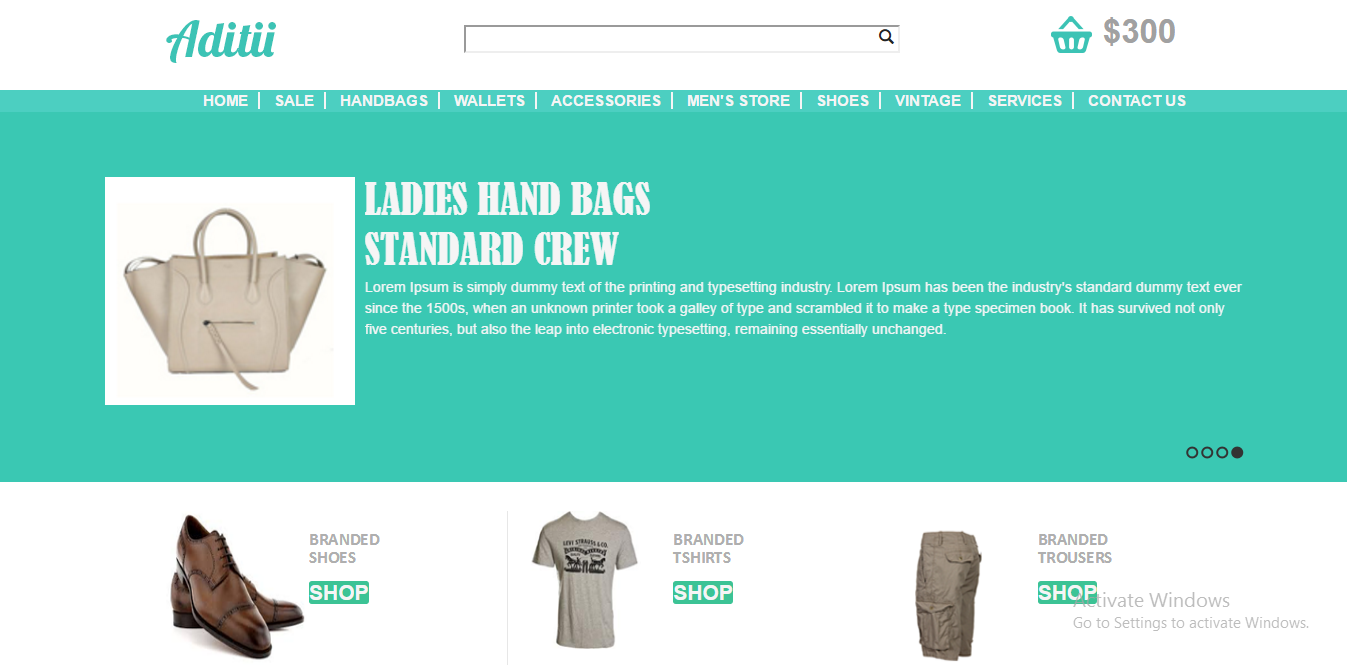 Aditii
$300
HOME SALE HANDBAGS WALLETS ACCESSORIES MEN'S STORE SHOES VINTAGE SERVICES CONTACT US
LADIES HAND BAGS
STANDARD CREW
Lorem Ipsum is simply dummy text of the printing and typesetting industry. Lorem Ipsum has been the industry's standard dummy text ever
since the 1500s, when an unknown printer took a galley of type and scrambled it to make a type specimen book. It has survived not only
five centuries, but also the leap into electronic typesetting, remaining essentially unchanged.
BRANDED
SHOES
SHOP
LEVI STRAUSS & CO.
BRANDED
TSHIRTS
SHOP
BRANDED
TROUSERS
SHOP
Activate Windows
Go to Settings to activate Windows.